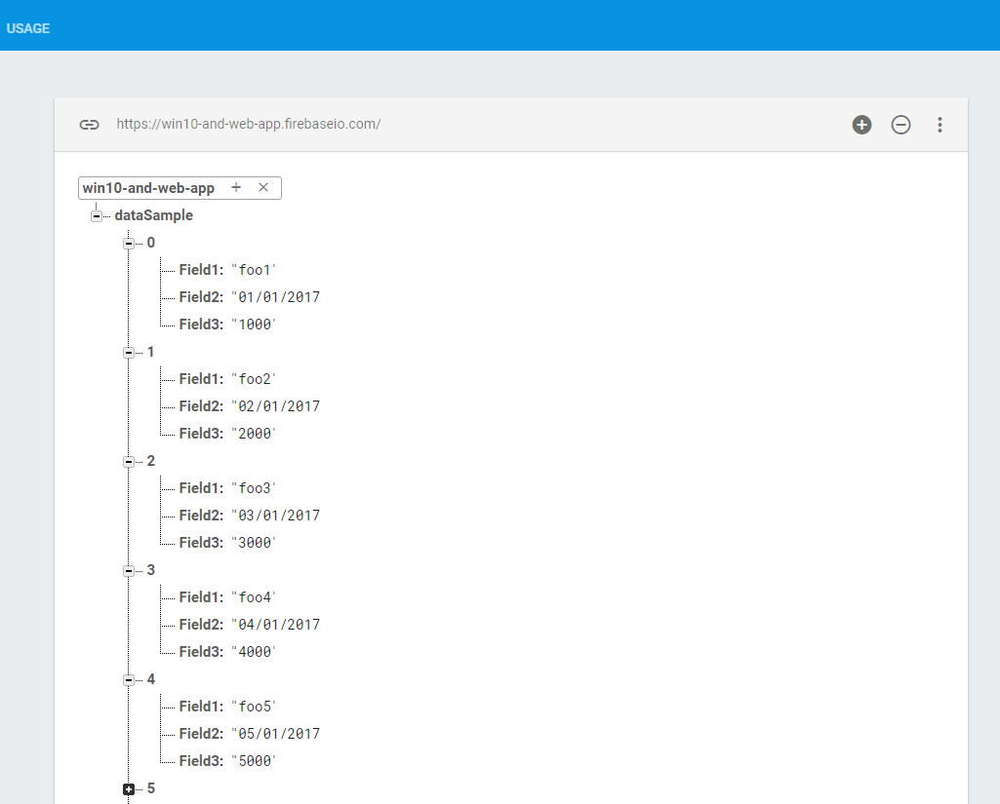 USAGE
https://win10-and-web-app.firebaseio.com/
win10-and-web-app
dataSample
0
Field1: "foo1"
Field2: "01/01/2017
Field3: "1000"
1
Field1: "foo2"
Field2: "02/01/2017
Field3: "2000"
2
Field1: "foo3"
Field2: "03/01/2017
Field3: "3000"
3
Field1: "foo4"
Field2: "04/01/2017
Field3: "4000"
4
Field1: "foo5"
Field2: "05/01/2017
Field3: "5000"
5